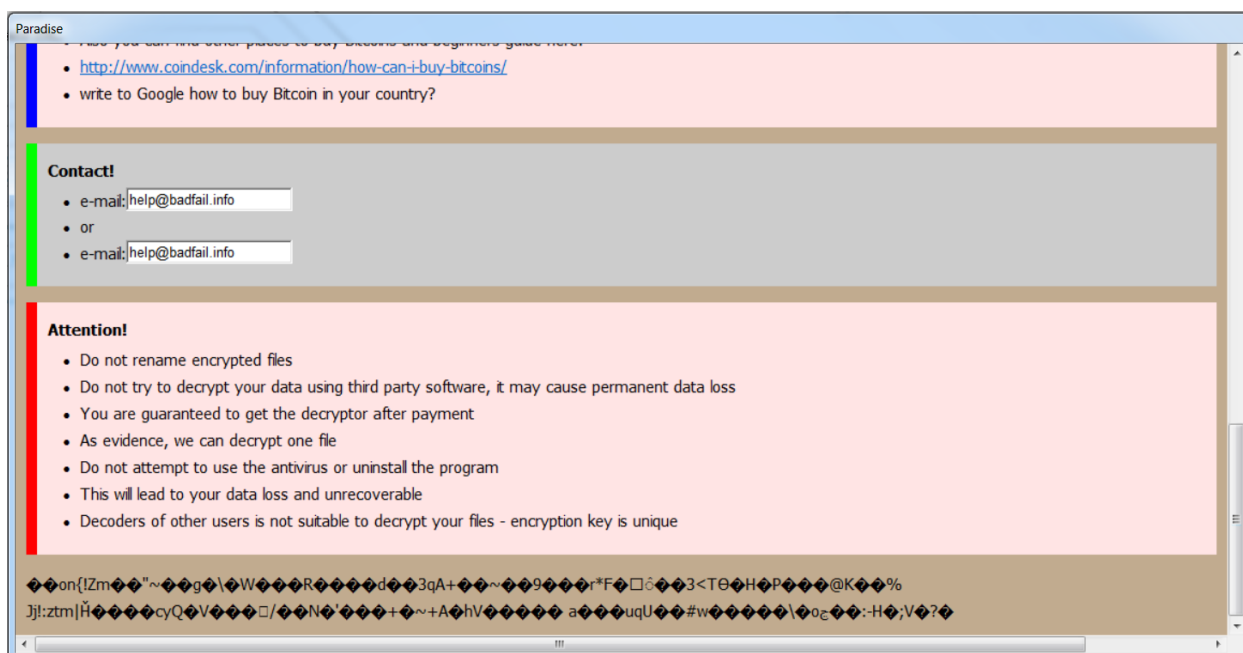 Paradise
http://www.coindesk.com/information/how-can-i-buy-bitcoins/
write to Google how to buy Bitcoin in your country?
Contact!
e-mail: help@badfail.info
or
e-mail: help@badfail.info
Attention!
Do not rename encrypted files
Do not try to decrypt your data using third party software, it may cause permanent data loss
You are guaranteed to get the decryptor after payment
As evidence, we can decrypt one file
Do not attempt to use the antivirus or uninstall the program
This will lead to your data loss and unrecoverable
Decoders of other users is not suitable to decrypt your files - encryption key is unique